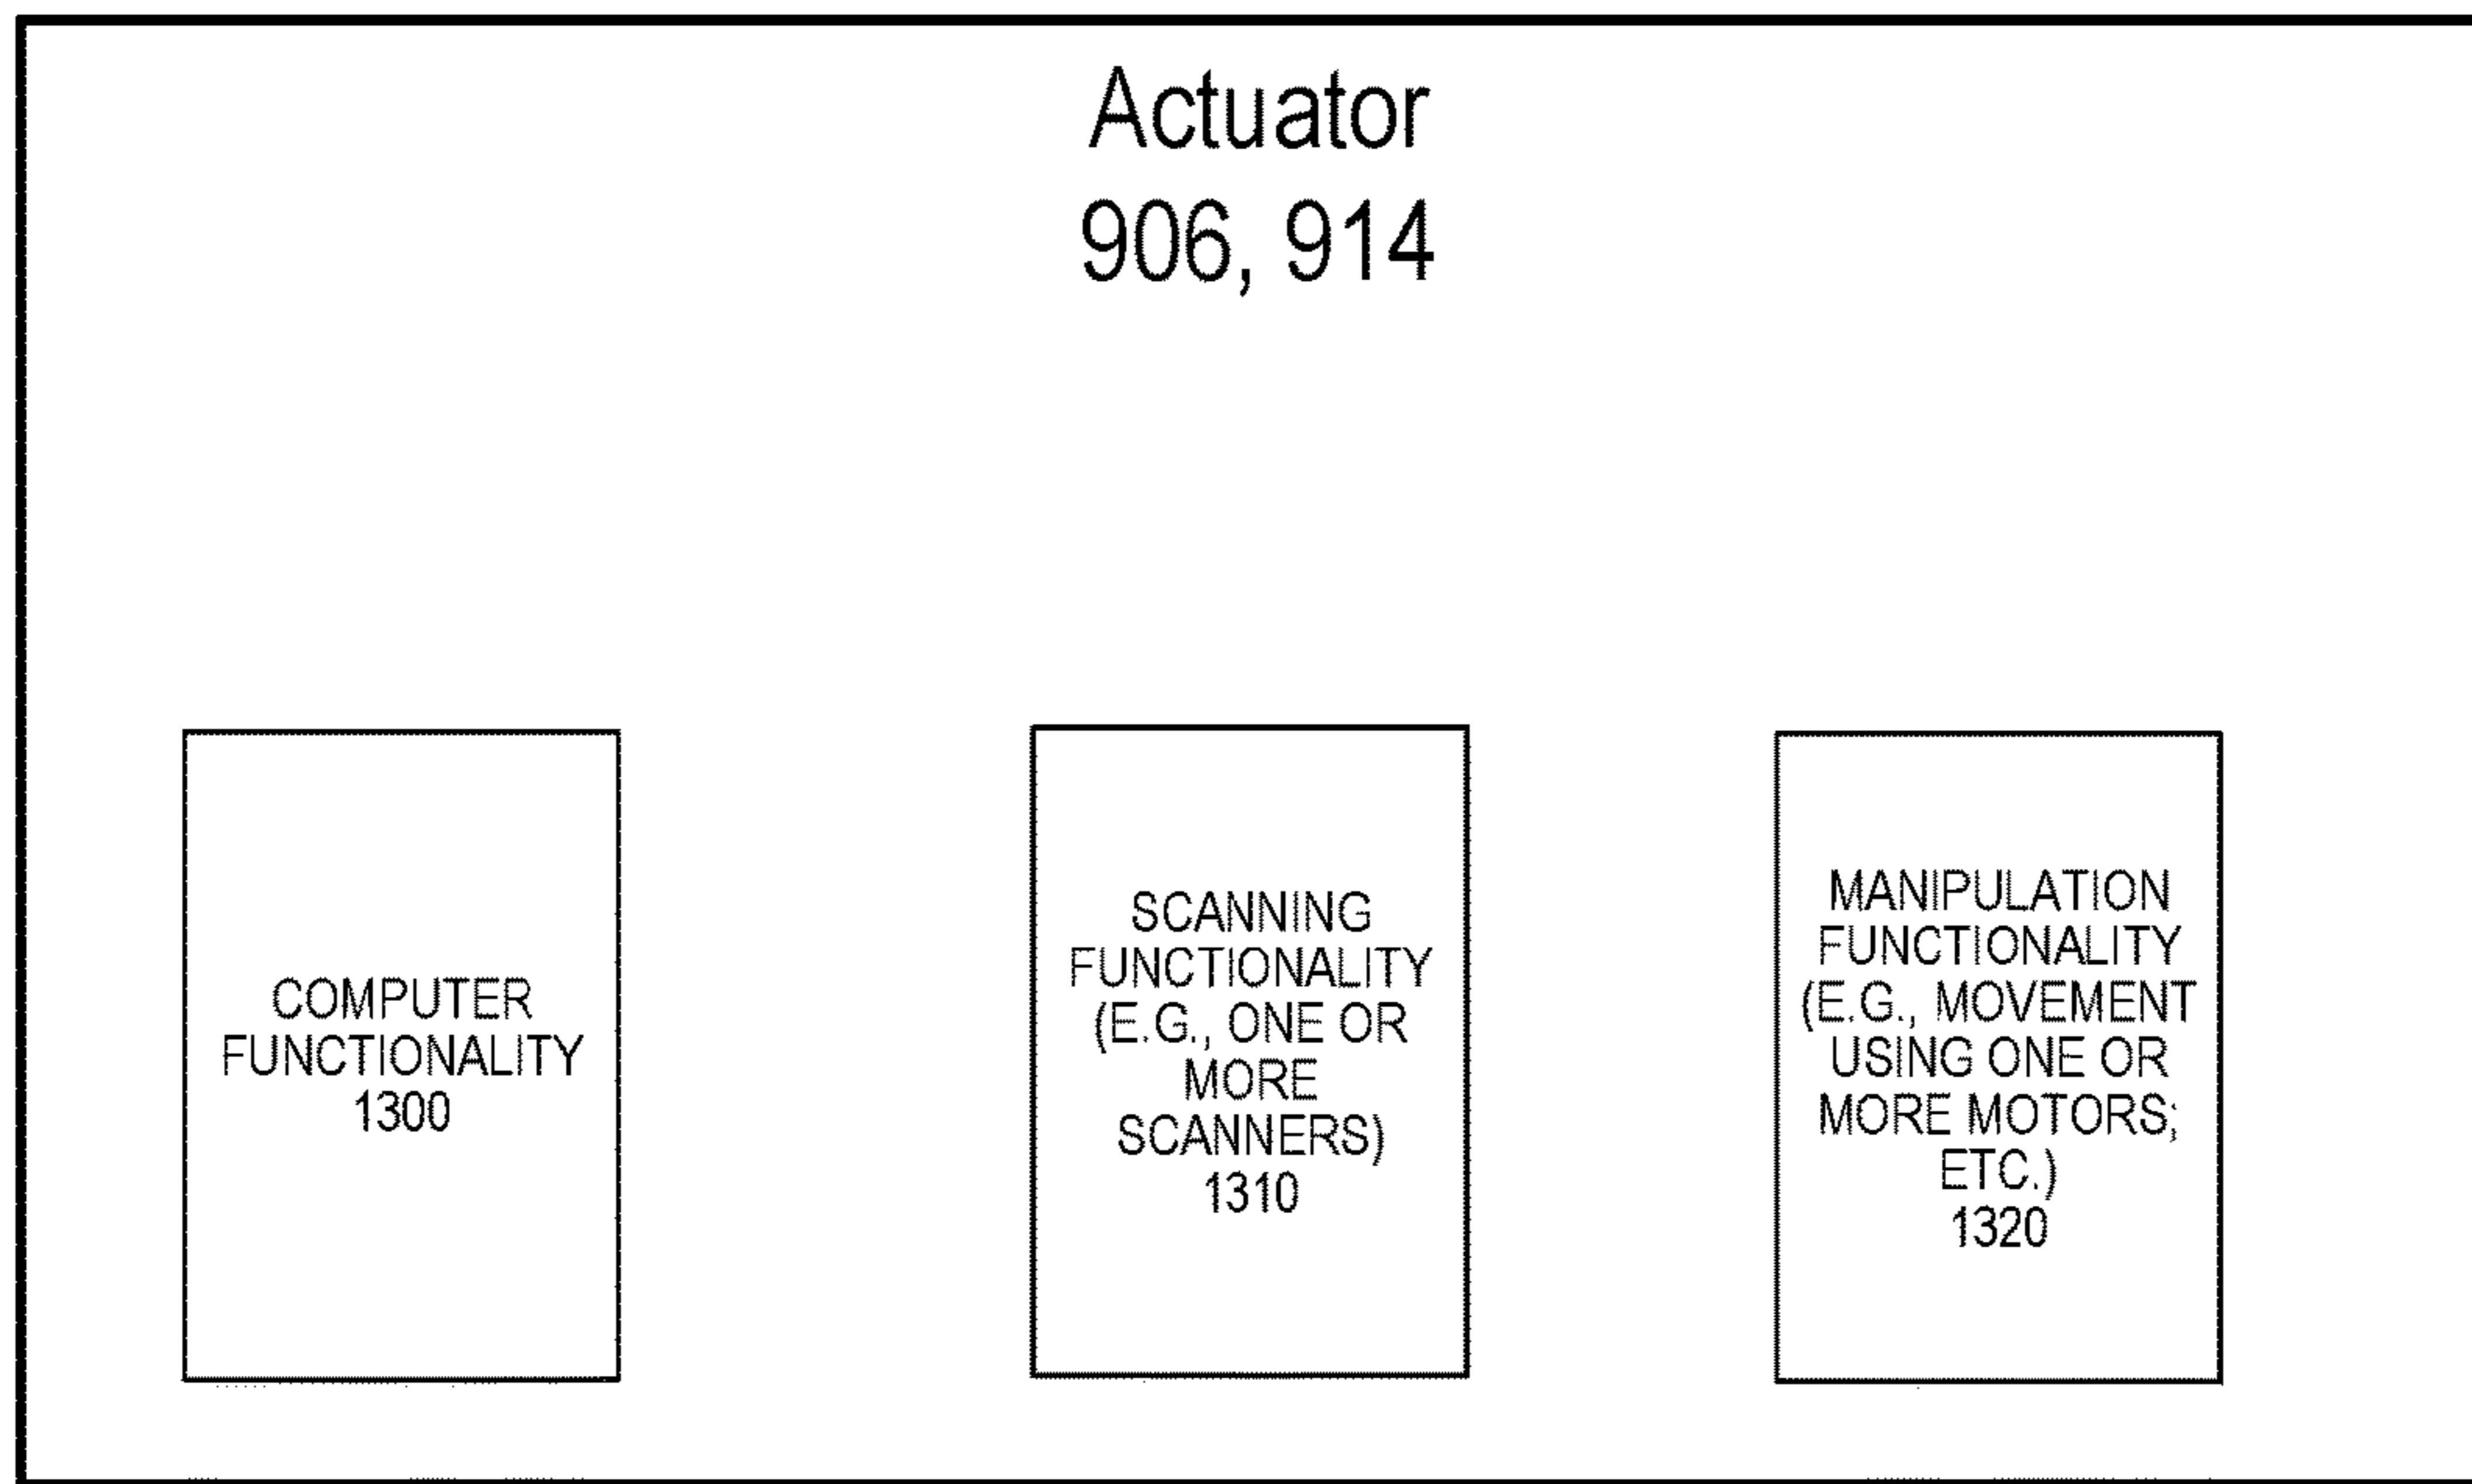 Actuator
906, 914
COMPUTER
FUNCTIONALITY
1300
SCANNING
FUNCTIONALITY
(E.G., ONE OR
MORE
SCANNERS)
1310
MANIPULATION
FUNCTIONALITY
(E.G., MOVEMENT
USING ONE OR
MORE MOTORS;
ETC.)
1320